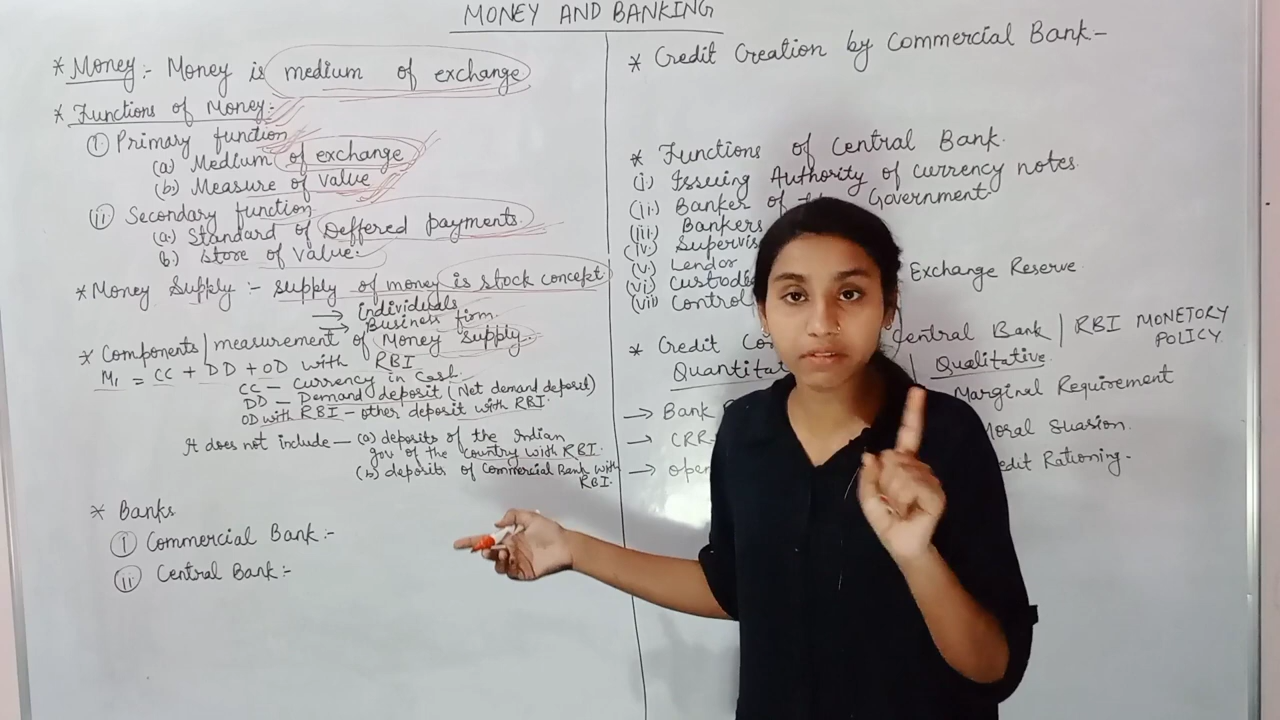 MONEY AND BANKING
* Money:- Money is medium of exchange
* Functions of Money:-
(i) Primary function
(a) Medium of exchange
(b) Measure of value
(ii) Secondary function
(a) Standard of Deffered payments
(b) Store of value:-
* Money Supply:- supply of money is stock concept
→ Individuals
→ Business firm.
* Components/measurement of Money supply.
M1 = CC + DD + OD with RBI
CC - currency in cash.
DD - Demand deposit (Net demand deposit)
OD with RBI - other deposit with RBI.
It does not include - (a) deposits of the Indian
gov of the country with RBI.
(b) deposits of Commercial Bank with
RBI.
* Banks
(i) Commercial Bank:-
(ii) Central Bank:-
* Credit Creation by Commercial Bank-
* Functions of Central Bank.
(i.) Issuing Authority of currency notes.
(ii.) Banker of Government.
(iii.) Bankers
(iv.) Supervis
(v.) Lendor
(vi) Custod Exchange Reserve.
(vii) Control
* Credit Co Central Bank / RBI MONETORY
POLICY.
Quantitat Qualitative.
→ Bank Marginal Requirement
→ CRR- Moral Suasion.
→ oper edit Rationing.